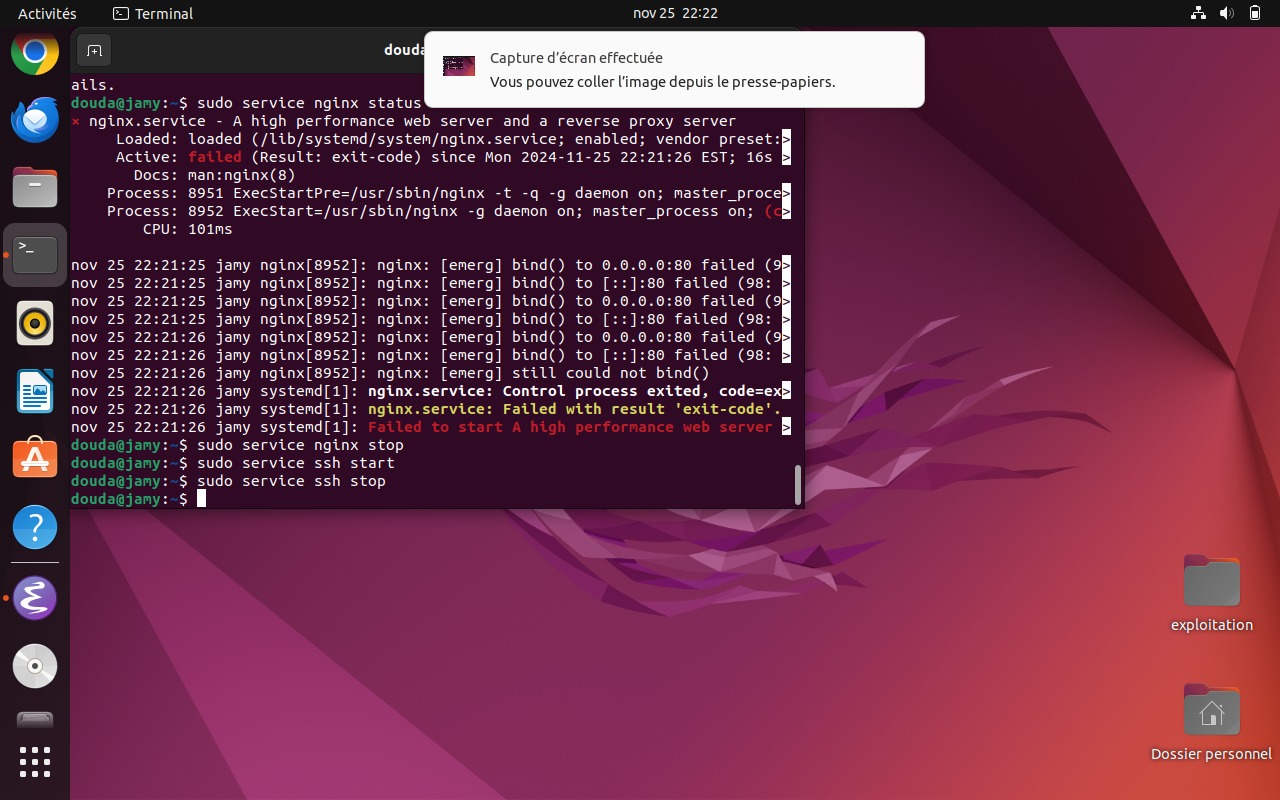 Activités
Terminal
nov 25 22:22
douda
Capture d’écran effectuée
Vous pouvez coller l’image depuis le presse-papiers.
ails.
douda@jamy:~$ sudo service nginx status
× nginx.service - A high performance web server and a reverse proxy server
Loaded: loaded (/lib/systemd/system/nginx.service; enabled; vendor preset:>
Active: failed (Result: exit-code) since Mon 2024-11-25 22:21:26 EST; 16s >
Docs: man:nginx(8)
Process: 8951 ExecStartPre=/usr/sbin/nginx -t -q -g daemon on; master_proce>
Process: 8952 ExecStart=/usr/sbin/nginx -g daemon on; master_process on; (c>
CPU: 101ms
nov 25 22:21:25 jamy nginx[8952]: nginx: [emerg] bind() to 0.0.0.0:80 failed (9>
nov 25 22:21:25 jamy nginx[8952]: nginx: [emerg] bind() to [::]:80 failed (98: >
nov 25 22:21:25 jamy nginx[8952]: nginx: [emerg] bind() to 0.0.0.0:80 failed (9>
nov 25 22:21:25 jamy nginx[8952]: nginx: [emerg] bind() to [::]:80 failed (98: >
nov 25 22:21:26 jamy nginx[8952]: nginx: [emerg] bind() to 0.0.0.0:80 failed (9>
nov 25 22:21:26 jamy nginx[8952]: nginx: [emerg] bind() to [::]:80 failed (98: >
nov 25 22:21:26 jamy nginx[8952]: nginx: [emerg] still could not bind()
nov 25 22:21:26 jamy systemd[1]: nginx.service: Control process exited, code=ex>
nov 25 22:21:26 jamy systemd[1]: nginx.service: Failed with result 'exit-code'.
nov 25 22:21:26 jamy systemd[1]: Failed to start A high performance web server >
douda@jamy:~$ sudo service nginx stop
douda@jamy:~$ sudo service ssh start
douda@jamy:~$ sudo service ssh stop
douda@jamy:~$
exploitation
Dossier personnel